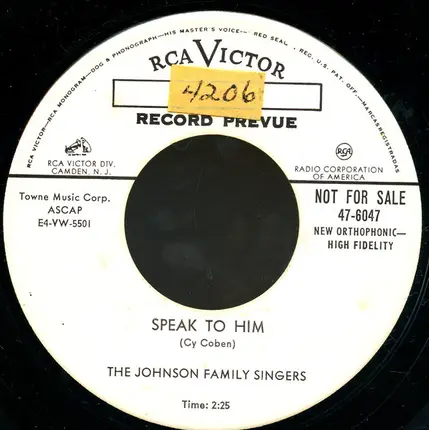 RCA VICTOR—RCA MONOGRAM—DOG & PHONOGRAPH—HIS MASTER'S VOICE— RED SEAL - REG. U.S. PAT. OFF.—MARCAS REGISTRADAS
RCA VICTOR
4206
RECORD PREVUE
RCA VICTOR DIV.
CAMDEN, N. J.
RCA
RADIO CORPORATION
OF AMERICA
Towne Music Corp.
ASCAP
E4-VW-5501
NOT FOR SALE
47-6047
NEW ORTHOPHONIC—
HIGH FIDELITY
SPEAK TO HIM
(Cy Coben)
THE JOHNSON FAMILY SINGERS
Time: 2:25